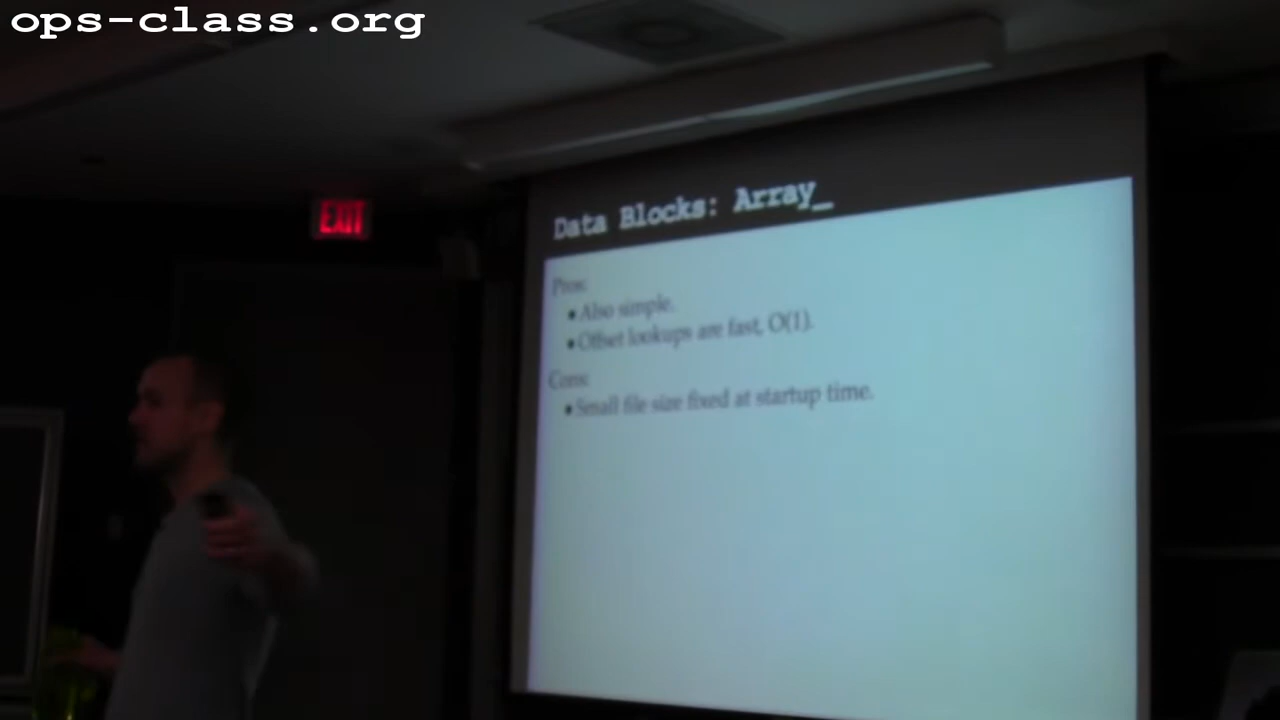 ops-class.org
EXIT
Data Blocks: Array_
Pros:
• Also simple.
• Offset lookups are fast, O(1).
Cons:
• Small file size fixed at startup time.